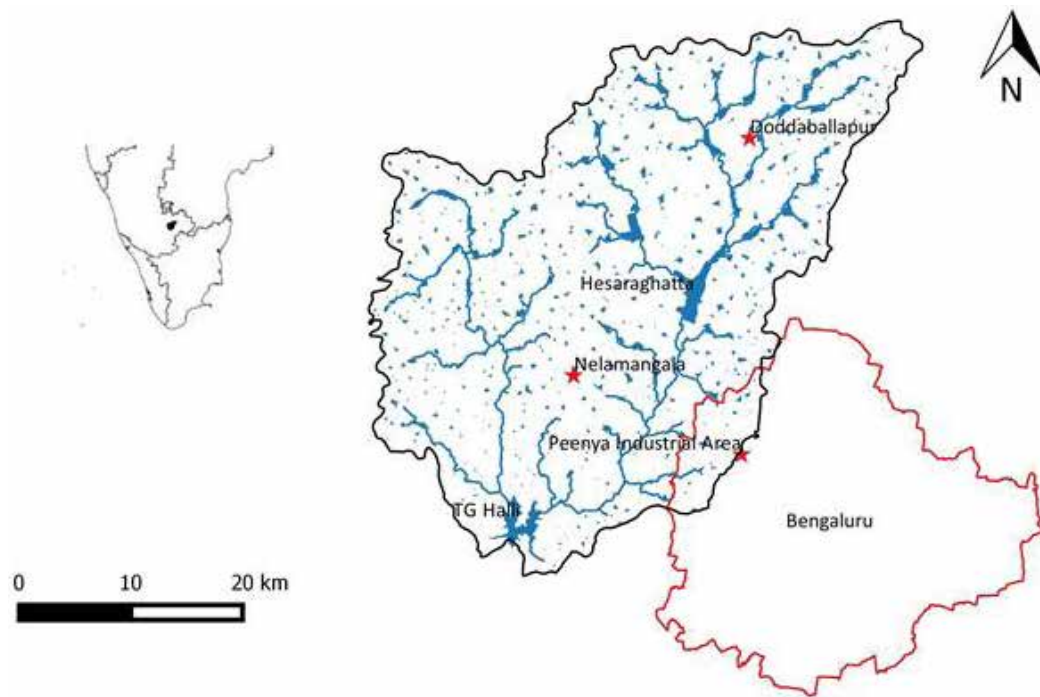 N
Doddaballapur
Hesaraghatta
Nelamangala
Peenya Industrial Area
TG Halli
Bengaluru
0 10 20 km